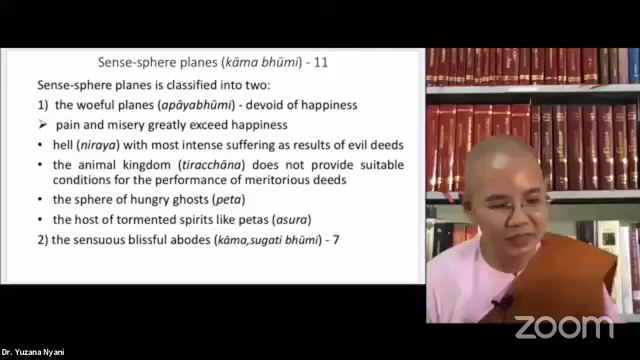 Sense-sphere planes (kāma bhūmi) - 11
Sense-sphere planes is classified into two:
1) the woeful planes (apāyabhūmi) - devoid of happiness
➢ pain and misery greatly exceed happiness
• hell (niraya) with most intense suffering as results of evil deeds
• the animal kingdom (tiracchāna) does not provide suitable
conditions for the performance of meritorious deeds
• the sphere of hungry ghosts (peta)
• the host of tormented spirits like petas (asura)
2) the sensuous blissful abodes (kāma,sugati bhūmi) - 7
zoom
Dr. Yuzana Nyani